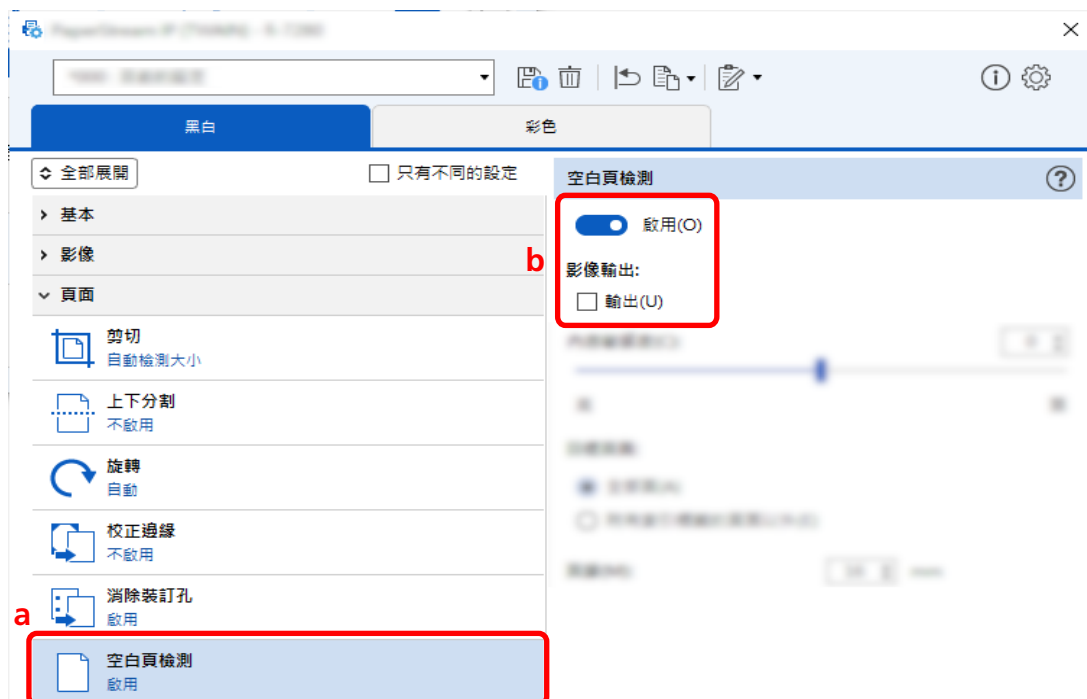 黑白
彩色
全部展開
只有不同的設定
空白頁檢測
基本
啟用(O)
影像
b
影像輸出:
頁面
輸出(U)
剪切
自動檢測大小
上下分割
不啟用
旋轉
自動
校正邊緣
不啟用
消除裝訂孔
啟用
a
空白頁檢測
啟用